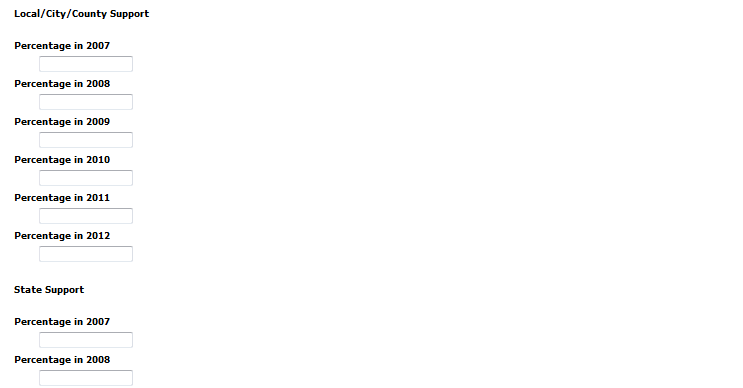 Local/City/County Support
Percentage in 2007
Percentage in 2008
Percentage in 2009
Percentage in 2010
Percentage in 2011
Percentage in 2012
State Support
Percentage in 2007
Percentage in 2008